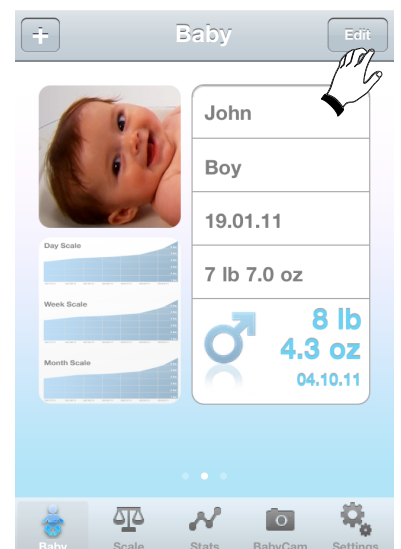 +
Baby
Edit
John
Boy
19.01.11
7 lb 7.0 oz
8 lb
4.3 oz
04.10.11
Day Scale
Week Scale
Month Scale
Baby
Scale
Stats
BabyCam
Settings